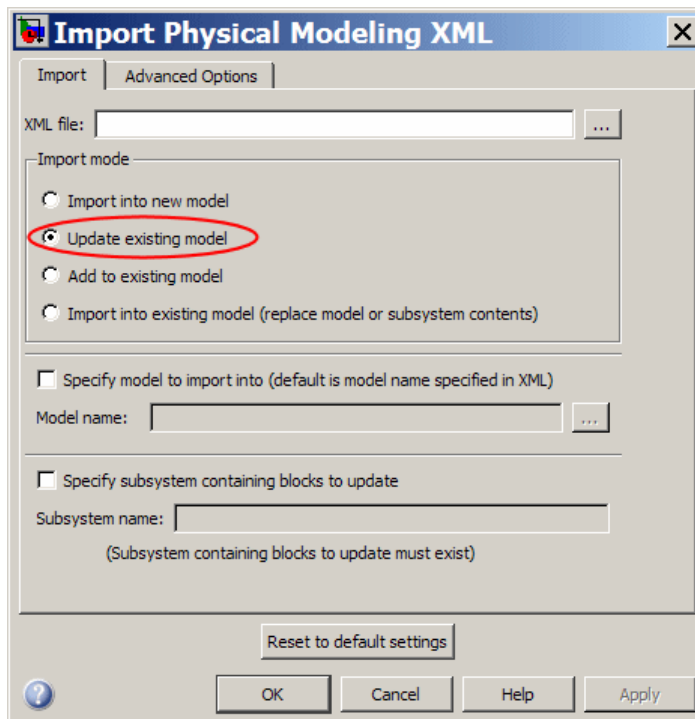 Import Physical Modeling XML
Import
Advanced Options
XML file:
...
Import mode
Import into new model
Update existing model
Add to existing model
Import into existing model (replace model or subsystem contents)
Specify model to import into (default is model name specified in XML)
Model name:
...
Specify subsystem containing blocks to update
Subsystem name:
(Subsystem containing blocks to update must exist)
Reset to default settings
?
OK
Cancel
Help
Apply